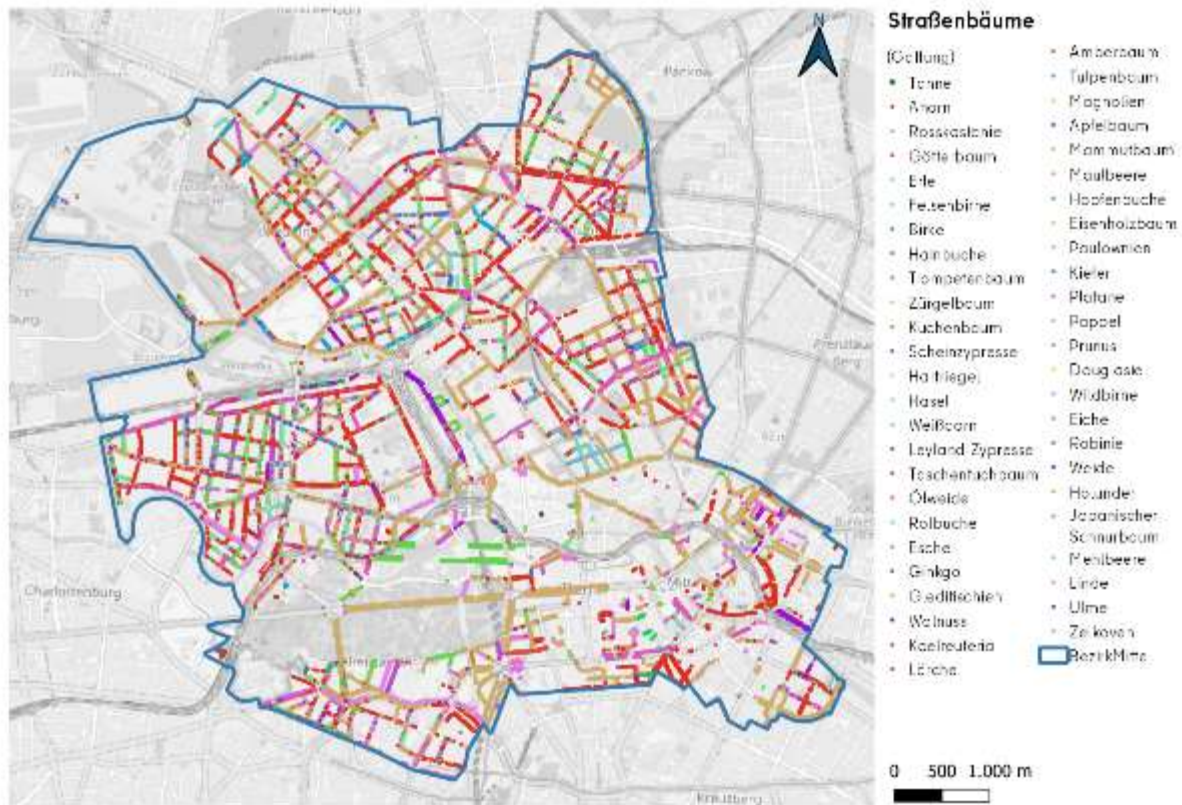 Straßenbäume
(Gattung)
Tanne
Ahorn
Rosskastanie
Götterbaum
Erle
Felsenbirne
Birke
Hainbuche
Trompetenbaum
Zürgelbaum
Kuchenbaum
Scheinzypresse
Hartriegel
Hasel
Weißdorn
Leyland Zypresse
Taschentuchbaum
Ölweide
Rotbuche
Esche
Ginkgo
Gleditschien
Walnuss
Koelreuteria
Lärche
Amberbaum
Tulpenbaum
Magnolien
Apfelbaum
Mammutbaum
Maulbeere
Hopfenbuche
Eisenholzbaum
Paulownien
Kiefer
Platane
Pappel
Prunus
Douglasie
Wildbirne
Eiche
Robinie
Weide
Holunder
Japanischer
Schnurbaum
Mehlbeere
Linde
Ulme
Zelkoven
BezirkMitte
0 500 1.000 m
N
Pankow
Prenzlauer
Berg
Charlottenburg
Mitte
Kreuzberg